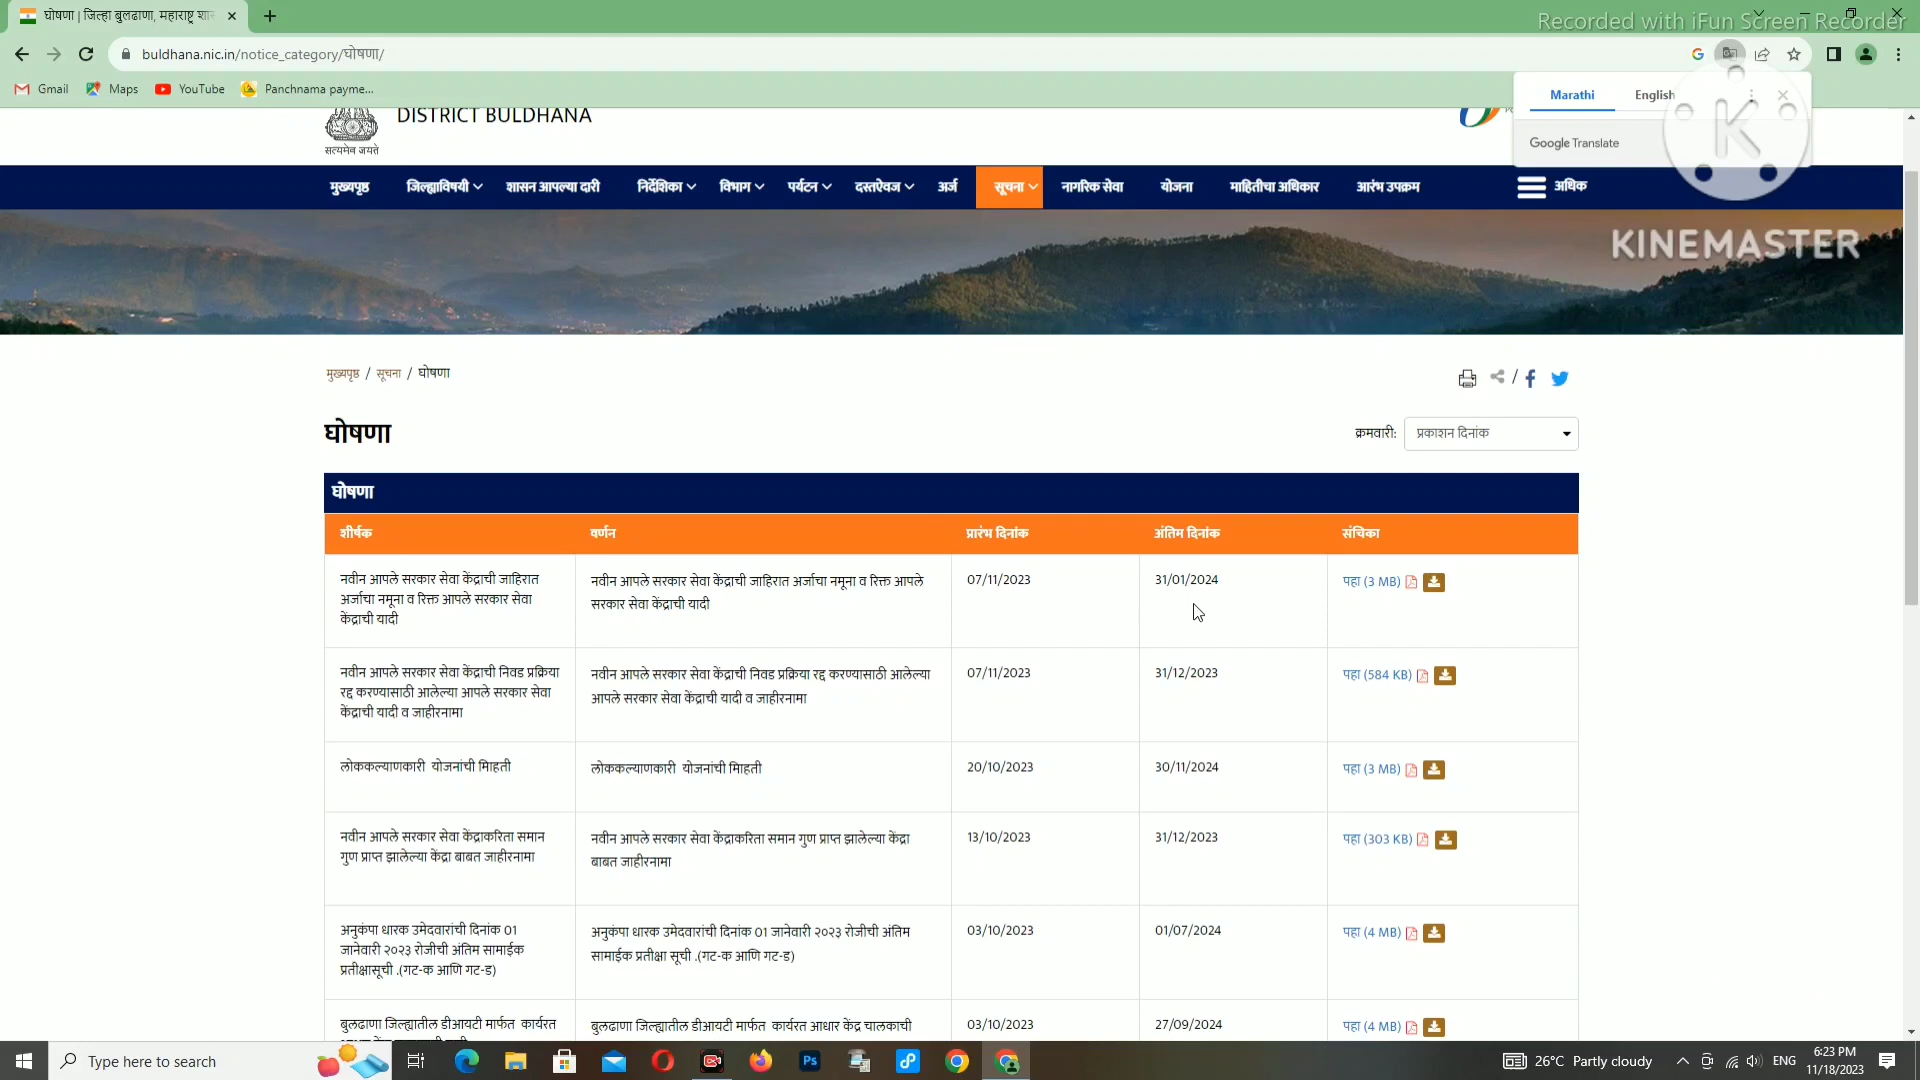 घोषणा | जिल्हा बुलढाणा, महाराष्ट्र शास
Recorded with iFun Screen Recorder
buldhana.nic.in/notice_category/घोषणा/
Gmail Maps YouTube Panchnama payme...
Marathi English
Google Translate
K
KINEMASTER
DISTRICT BULDHANA
सत्यमेव जयते
मुख्यपृष्ठ जिल्ह्याविषयी शासन आपल्या दारी निर्देशिका विभाग पर्यटन दस्तऐवज अर्ज सूचना नागरिक सेवा योजना माहितीचा अधिकार आरंभ उपक्रम अधिक
मुख्यपृष्ठ / सूचना / घोषणा
घोषणा
क्रमवारी: प्रकाशन दिनांक
घोषणा
शीर्षक वर्णन प्रारंभ दिनांक अंतिम दिनांक संचिका
नवीन आपले सरकार सेवा केंद्राची जाहिरात
अर्जाचा नमूना व रिक्त आपले सरकार सेवा
केंद्राची यादी
नवीन आपले सरकार सेवा केंद्राची जाहिरात अर्जाचा नमूना व रिक्त आपले
सरकार सेवा केंद्राची यादी
07/11/2023 31/01/2024 पहा (3 MB)
नवीन आपले सरकार सेवा केंद्राची निवड प्रक्रिया
रद्द करण्यासाठी आलेल्या आपले सरकार सेवा
केंद्राची यादी व जाहीरनामा
नवीन आपले सरकार सेवा केंद्राची निवड प्रक्रिया रद्द करण्यासाठी आलेल्या
आपले सरकार सेवा केंद्राची यादी व जाहीरनामा
07/11/2023 31/12/2023 पहा (584 KB)
लोककल्याणकारी योजनांची मिाहती
लोककल्याणकारी योजनांची मिाहती
20/10/2023 30/11/2024 पहा (3 MB)
नवीन आपले सरकार सेवा केंद्राकरिता समान
गुण प्राप्त झालेल्या केंद्रा बाबत जाहीरनामा
नवीन आपले सरकार सेवा केंद्राकरिता समान गुण प्राप्त झालेल्या केंद्रा
बाबत जाहीरनामा
13/10/2023 31/12/2023 पहा (303 KB)
अनुकंपा धारक उमेदवारांची दिनांक 01
जानेवारी २०२३ रोजीची अंतिम सामाईक
प्रतीक्षासूची .(गट-क आणि गट-ड)
अनुकंपा धारक उमेदवारांची दिनांक 01 जानेवारी २०२३ रोजीची अंतिम
सामाईक प्रतीक्षा सूची .(गट-क आणि गट-ड)
03/10/2023 01/07/2024 पहा (4 MB)
बुलढाणा जिल्ह्यातील डीआयटी मार्फत कार्यरत
बुलढाणा जिल्ह्यातील डीआयटी मार्फत कार्यरत आधार केंद्र चालकाची
03/10/2023 27/09/2024 पहा (4 MB)
Type here to search
26°C Partly cloudy ENG
6:23 PM
11/18/2023